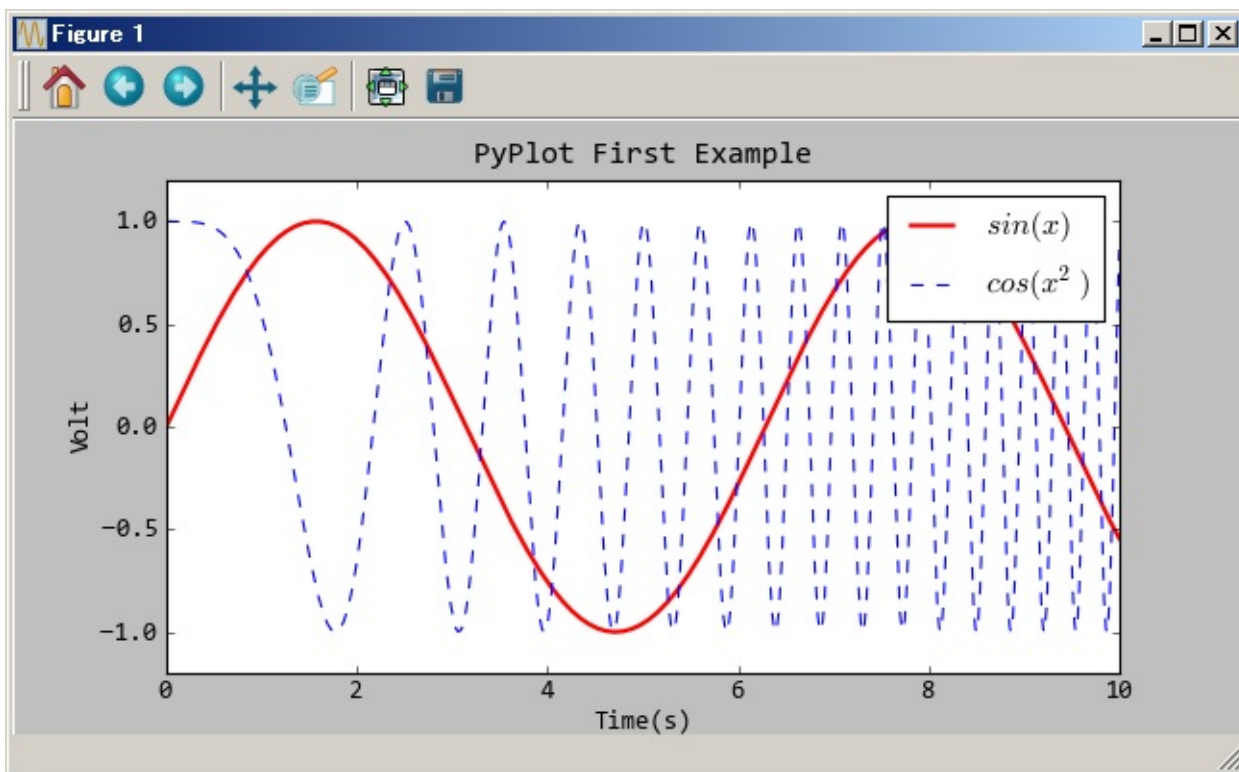 Figure 1
PyPlot First Example
1.0
0.5
0.0
−0.5
−1.0
Volt
sin(x)
cos(x²)
0 2 4 6 8 10
Time(s)